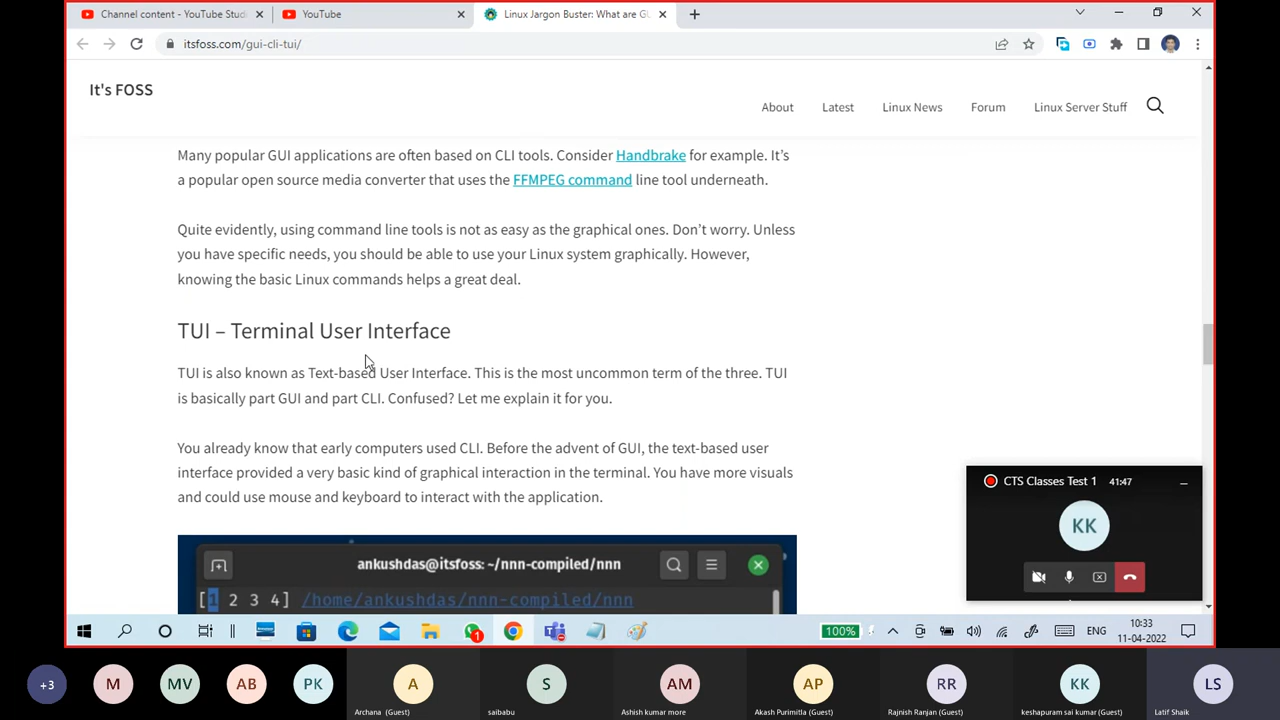 Channel content - YouTube Stud
YouTube
Linux Jargon Buster: What are GU
itsfoss.com/gui-cli-tui/
It's FOSS
About
Latest
Linux News
Forum
Linux Server Stuff
Many popular GUI applications are often based on CLI tools. Consider Handbrake for example. It's
a popular open source media converter that uses the FFMPEG command line tool underneath.
Quite evidently, using command line tools is not as easy as the graphical ones. Don't worry. Unless
you have specific needs, you should be able to use your Linux system graphically. However,
knowing the basic Linux commands helps a great deal.
TUI – Terminal User Interface
TUI is also known as Text-based User Interface. This is the most uncommon term of the three. TUI
is basically part GUI and part CLI. Confused? Let me explain it for you.
You already know that early computers used CLI. Before the advent of GUI, the text-based user
interface provided a very basic kind of graphical interaction in the terminal. You have more visuals
and could use mouse and keyboard to interact with the application.
ankushdas@itsfoss: ~/nnn-compiled/nnn
[1 2 3 4] /home/ankushdas/nnn-compiled/nnn
CTS Classes Test 1 41:47
KK
1
100%
ENG
10:33
11-04-2022
+3
M
MV
AB
PK
A
Archana (Guest)
S
saibabu
AM
Ashish kumar more
AP
Akash Purimitla (Guest)
RR
Rajnish Ranjan (Guest)
KK
keshapuram sai kumar (Guest)
LS
Latif Shaik